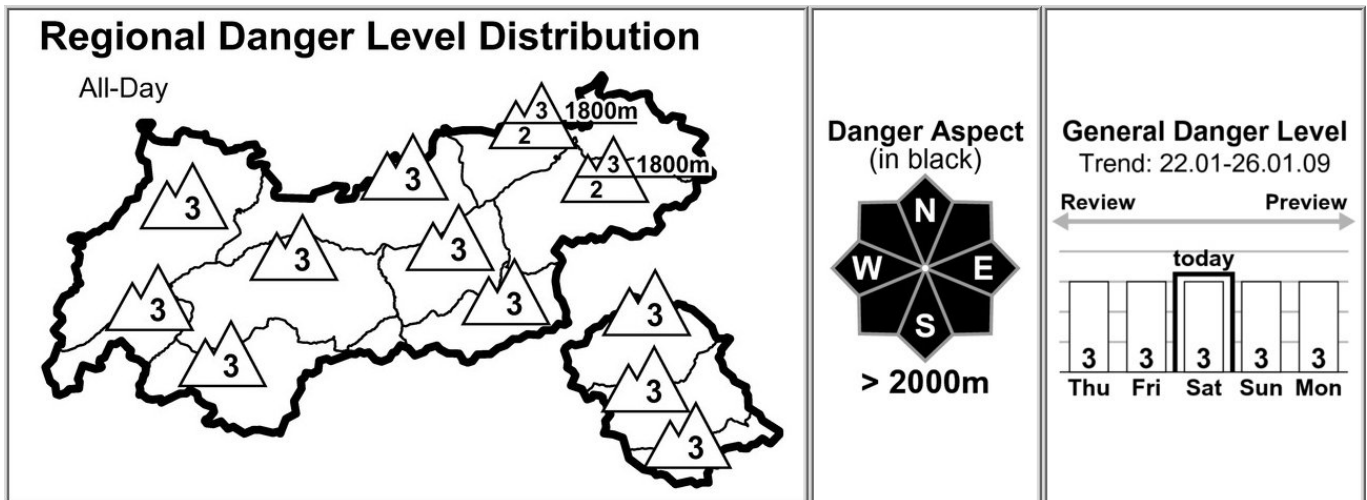 Regional Danger Level Distribution
All-Day
3 1800m
2
3 1800m
2
3
3
3
3
3
3
3
3
3
3
Danger Aspect
(in black)
N
W E
S
> 2000m
General Danger Level
Trend: 22.01-26.01.09
Review Preview
today
3 3 3 3 3
Thu Fri Sat Sun Mon